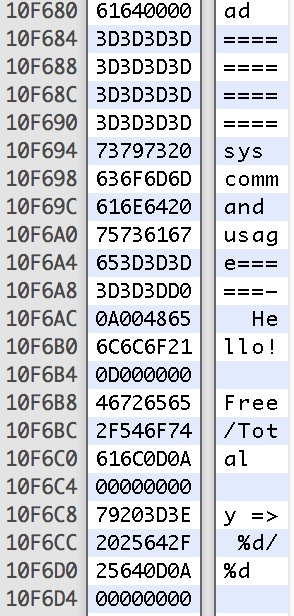 10F680 61640000 ad
10F684 3D3D3D3D ====
10F688 3D3D3D3D ====
10F68C 3D3D3D3D ====
10F690 3D3D3D3D ====
10F694 73797320 sys
10F698 636F6D6D comm
10F69C 616E6420 and
10F6A0 75736167 usag
10F6A4 653D3D3D e===
10F6A8 3D3D3DD0 ===–
10F6AC 0A004865 He
10F6B0 6C6C6F21 llo!
10F6B4 0D000000
10F6B8 46726565 Free
10F6BC 2F546F74 /Tot
10F6C0 616C0D0A al
10F6C4 00000000
10F6C8 79203D3E y =>
10F6CC 2025642F %d/
10F6D0 25640D0A %d
10F6D4 00000000